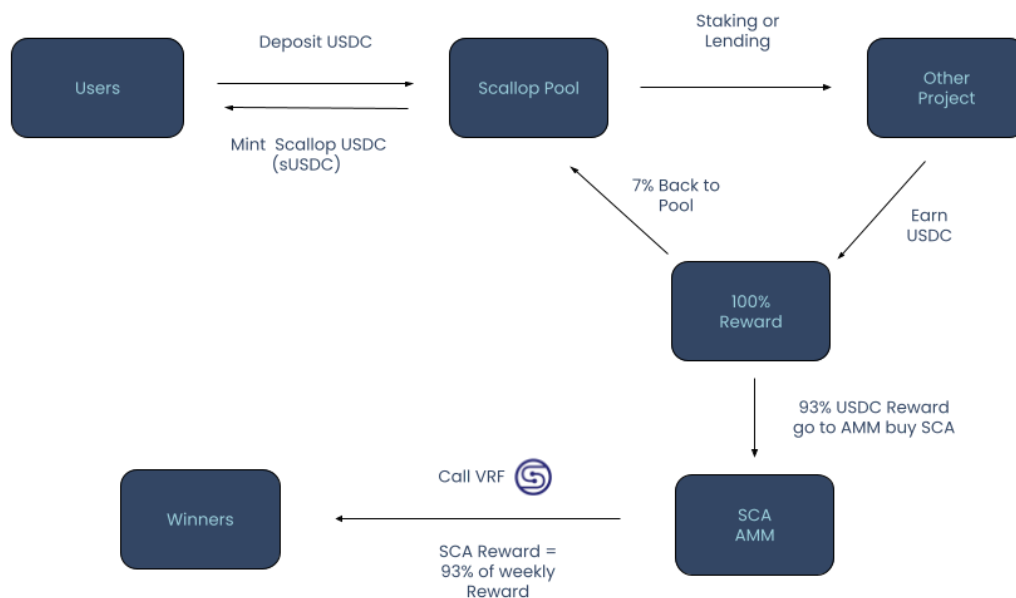 Deposit USDC
Staking or
Lending
Users
Scallop Pool
Other
Project
Mint Scallop USDC
(sUSDC)
7% Back to
Pool
Earn
USDC
100%
Reward
93% USDC Reward
go to AMM buy SCA
Call VRF
Winners
SCA
AMM
SCA Reward =
93% of weekly
Reward